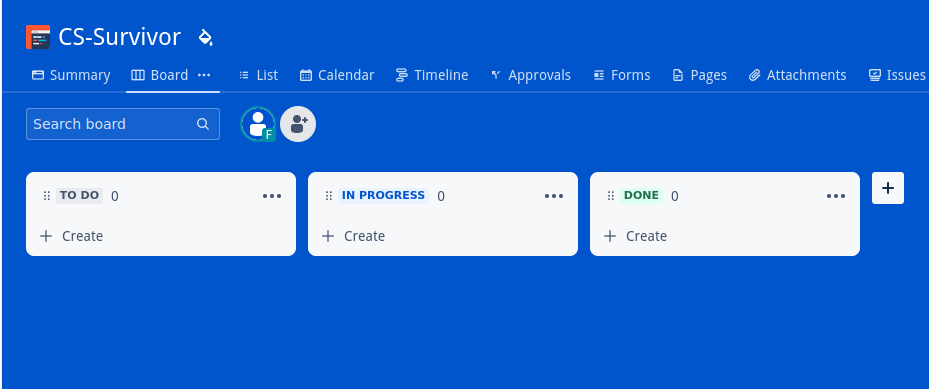 CS-Survivor
Summary Board List Calendar Timeline Approvals Forms Pages Attachments Issues
Search board F
TO DO 0 IN PROGRESS 0 DONE 0
Create Create Create